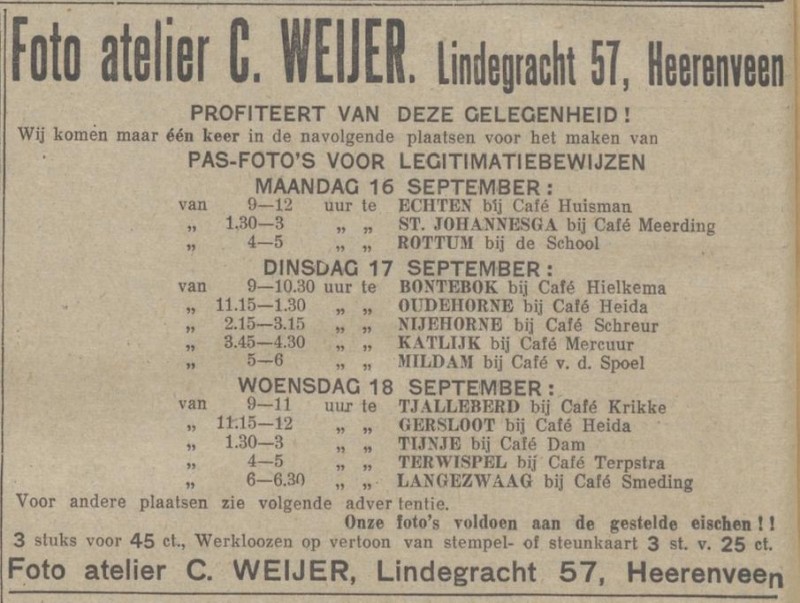 Foto atelier C. WEIJER. Lindegracht 57, Heerenveen
PROFITEERT VAN DEZE GELEGENHEID!
Wij komen maar één keer in de navolgende plaatsen voor het maken van
PAS-FOTO'S VOOR LEGITIMATIEBEWIJZEN
MAANDAG 16 SEPTEMBER:
van 9—12 uur te ECHTEN bij Café Huisman
„ 1.30—3 „ „ ST. JOHANNESGA bij Café Meerding
„ 4—5 „ „ ROTTUM bij de School
DINSDAG 17 SEPTEMBER:
van 9—10.30 uur te BONTEBOK bij Café Hielkema
„ 11.15—1.30 „ „ OUDEHORNE bij Café Heida
„ 2.15—3.15 „ „ NIJEHORNE bij Café Schreur
„ 3.45—4.30 „ „ KATLIJK bij Café Mercuur
„ 5—6 „ „ MILDAM bij Café v. d. Spoel
WOENSDAG 18 SEPTEMBER:
van 9—11 uur te TJALLEBERD bij Café Krikke
„ 11.15—12 „ „ GERSLOOT bij Café Heida
„ 1.30—3 „ „ TIJNJE bij Café Dam
„ 4—5 „ „ TERWISPEL bij Café Terpstra
„ 6—6.30 „ „ LANGEZWAAG bij Café Smeding
Voor andere plaatsen zie volgende adver tentie.
Onze foto's voldoen aan de gestelde eischen!!
3 stuks voor 45 ct., Werkloozen op vertoon van stempel- of steunkaart 3 st. v. 25 ct.
Foto atelier C. WEIJER, Lindegracht 57, Heerenveen